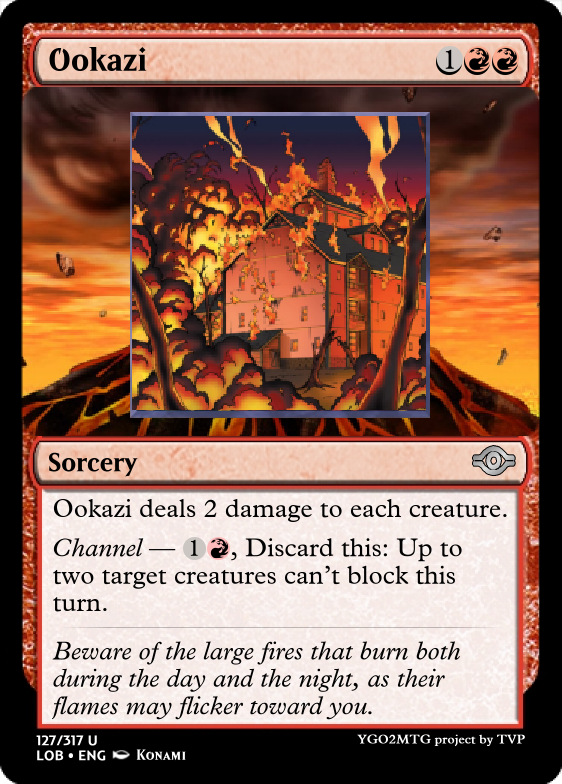 Ookazi 1
Sorcery
Ookazi deals 2 damage to each creature.
Channel — 1, Discard this: Up to
two target creatures can't block this
turn.
Beware of the large fires that burn both
during the day and the night, as their
flames may flicker toward you.
127/317 U YGO2MTG project by TVP
LOB • ENG Konami